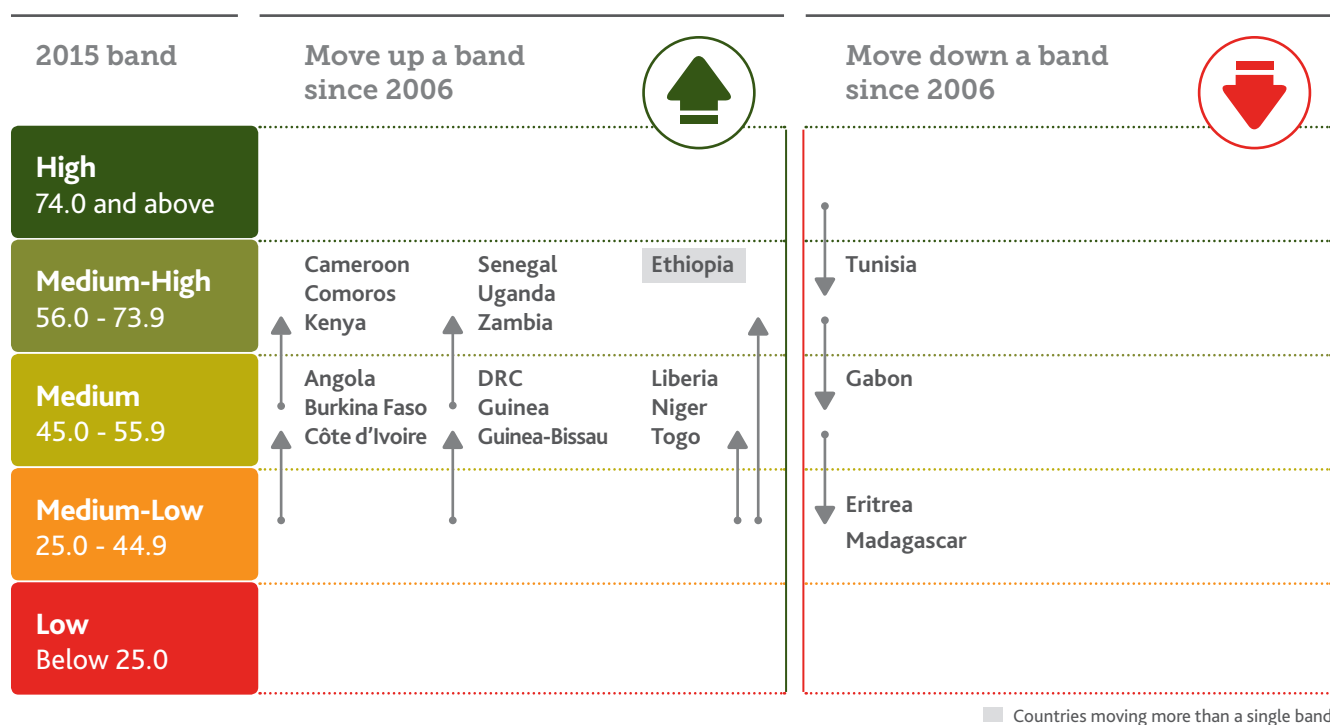 2015 band
Move up a band
since 2006
Move down a band
since 2006
High
74.0 and above
Medium-High
56.0 - 73.9
Cameroon
Comoros
Kenya
Senegal
Uganda
Zambia
Ethiopia
Tunisia
Medium
45.0 - 55.9
Angola
Burkina Faso
Côte d'Ivoire
DRC
Guinea
Guinea-Bissau
Liberia
Niger
Togo
Gabon
Medium-Low
25.0 - 44.9
Eritrea
Madagascar
Low
Below 25.0
Countries moving more than a single band